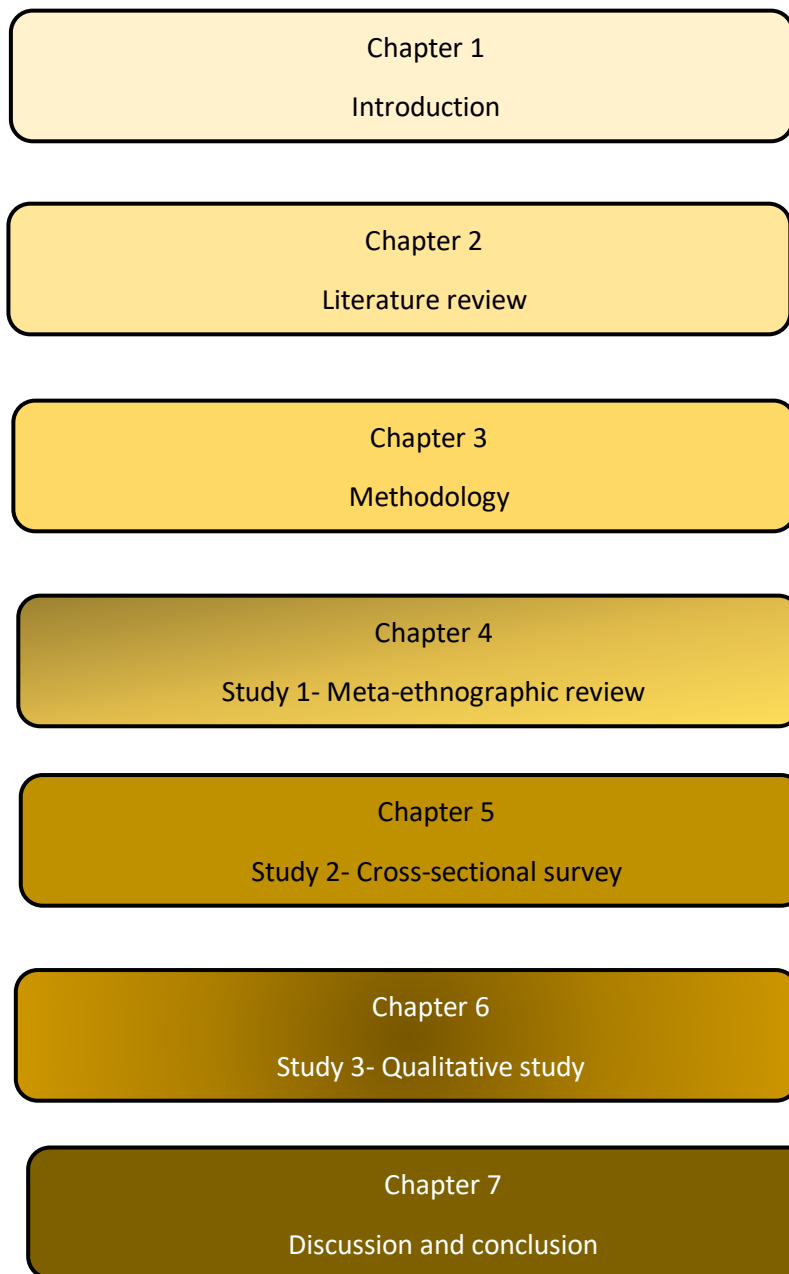 Chapter 1
Introduction
Chapter 2
Literature review
Chapter 3
Methodology
Chapter 4
Study 1- Meta-ethnographic review
Chapter 5
Study 2- Cross-sectional survey
Chapter 6
Study 3- Qualitative study
Chapter 7
Discussion and conclusion